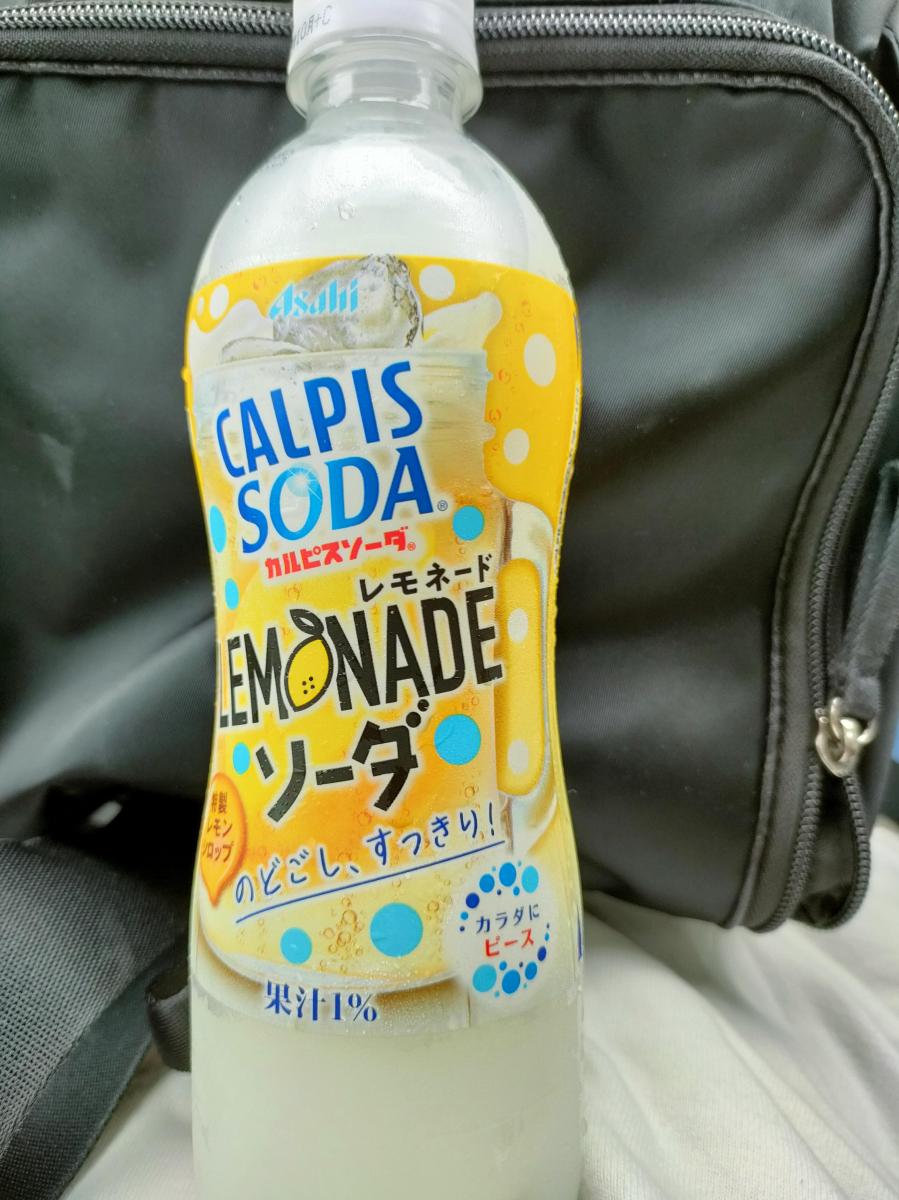 Asahi
CALPIS
SODA®
カルピスソーダ®
レモネード
LEMONADE
ソーダ
特製
レモン
シロップ
のどごし、すっきり!
カラダに
ピース
果汁1%